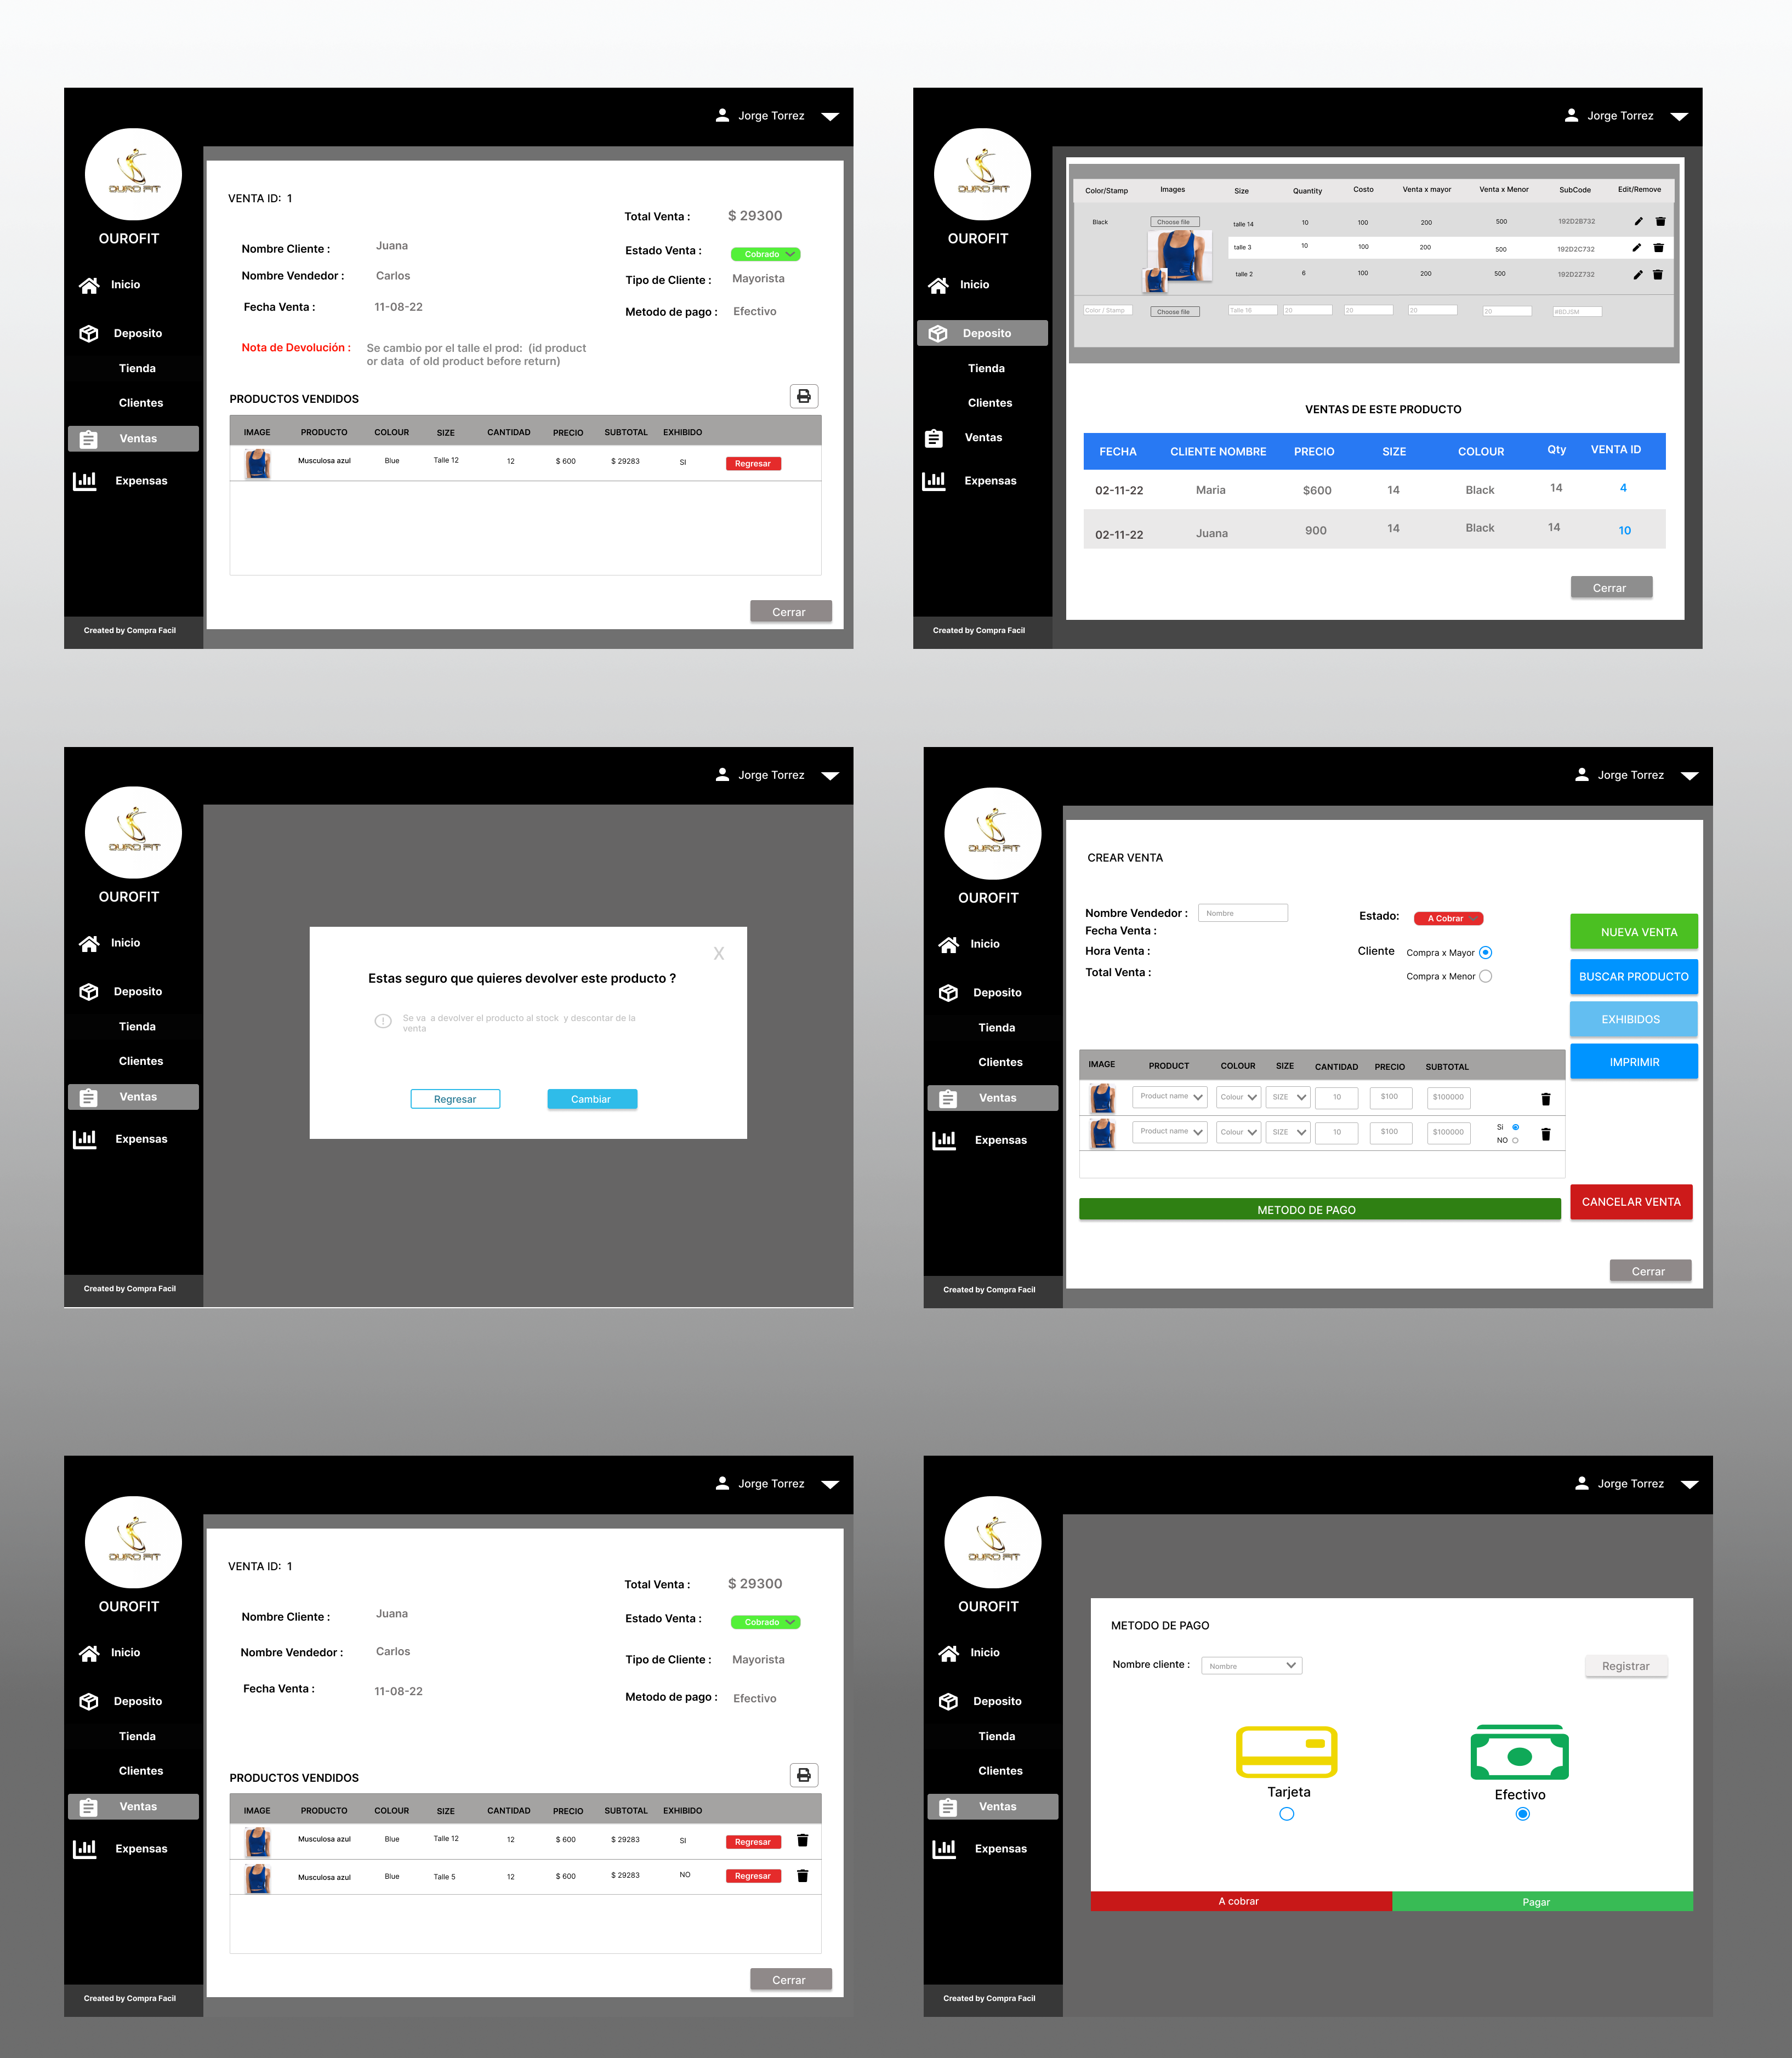 Jorge Torrez
OURO FIT
OUROFIT
Inicio
Deposito
Tienda
Clientes
Ventas
Expensas
Created by Compra Facil
VENTA ID: 1
Total Venta : $ 29300
Nombre Cliente : Juana
Estado Venta : Cobrado
Nombre Vendedor : Carlos
Tipo de Cliente : Mayorista
Fecha Venta : 11-08-22
Metodo de pago : Efectivo
Nota de Devolución : Se cambio por el talle el prod: (id product
or data of old product before return)
PRODUCTOS VENDIDOS
IMAGE PRODUCTO COLOUR SIZE CANTIDAD PRECIO SUBTOTAL EXHIBIDO
Musculosa azul Blue Talle 12 12 $ 600 $ 29283 SI Regresar
Cerrar
Jorge Torrez
OURO FIT
OUROFIT
Inicio
Deposito
Tienda
Clientes
Ventas
Expensas
Created by Compra Facil
Color/Stamp Images Size Quantity Costo Venta x mayor Venta x Menor SubCode Edit/Remove
Black Choose file talle 14 10 100 200 500 192D2B732
talle 3 10 100 200 500 192D2C732
talle 2 6 100 200 500 192D2Z732
Color / Stamp Choose file Talle 16 20 20 20 20 #6DJSM
VENTAS DE ESTE PRODUCTO
FECHA CLIENTE NOMBRE PRECIO SIZE COLOUR Qty VENTA ID
02-11-22 Maria $600 14 Black 14 4
02-11-22 Juana 900 14 Black 14 10
Cerrar
Jorge Torrez
OURO FIT
OUROFIT
Inicio
Deposito
Tienda
Clientes
Ventas
Expensas
Created by Compra Facil
X
Estas seguro que quieres devolver este producto ?
Se va a devolver el producto al stock y descontar de la
venta
Regresar Cambiar
Jorge Torrez
OURO FIT
OUROFIT
Inicio
Deposito
Tienda
Clientes
Ventas
Expensas
Created by Compra Facil
CREAR VENTA
Nombre Vendedor : Nombre
Estado: A Cobrar
Fecha Venta :
Hora Venta :
Cliente Compra x Mayor
Total Venta :
Compra x Menor
NUEVA VENTA
BUSCAR PRODUCTO
EXHIBIDOS
IMPRIMIR
IMAGE PRODUCT COLOUR SIZE CANTIDAD PRECIO SUBTOTAL
Product name Colour SIZE 10 $100 $100000
Product name Colour SIZE 10 $100 $100000 Si
NO
METODO DE PAGO
CANCELAR VENTA
Cerrar
Jorge Torrez
OURO FIT
OUROFIT
Inicio
Deposito
Tienda
Clientes
Ventas
Expensas
Created by Compra Facil
VENTA ID: 1
Total Venta : $ 29300
Nombre Cliente : Juana
Estado Venta : Cobrado
Nombre Vendedor : Carlos
Tipo de Cliente : Mayorista
Fecha Venta : 11-08-22
Metodo de pago : Efectivo
PRODUCTOS VENDIDOS
IMAGE PRODUCTO COLOUR SIZE CANTIDAD PRECIO SUBTOTAL EXHIBIDO
Musculosa azul Blue Talle 12 12 $ 600 $ 29283 SI Regresar
Musculosa azul Blue Talle 5 12 $ 600 $ 29283 NO Regresar
Cerrar
Jorge Torrez
OURO FIT
OUROFIT
Inicio
Deposito
Tienda
Clientes
Ventas
Expensas
Created by Compra Facil
METODO DE PAGO
Nombre cliente : Nombre
Registrar
Tarjeta
Efectivo
A cobrar
Pagar